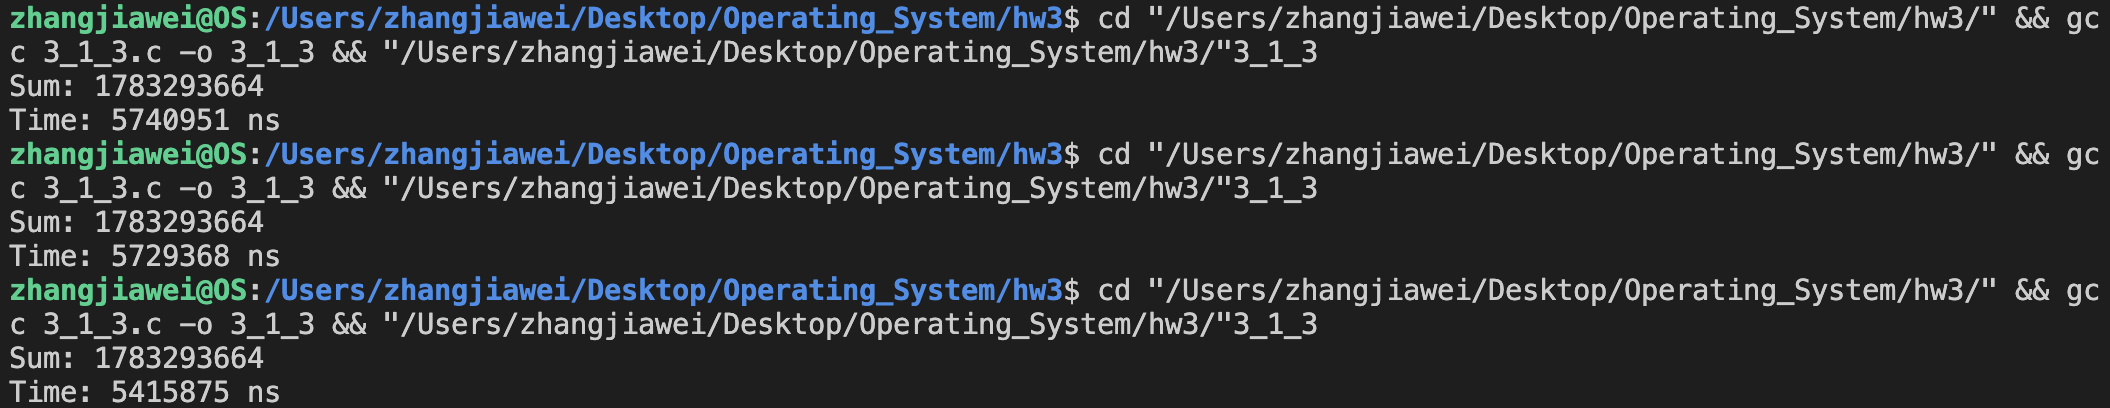 zhangjiawei@OS:/Users/zhangjiawei/Desktop/Operating_System/hw3$ cd "/Users/zhangjiawei/Desktop/Operating_System/hw3/" && gc
c 3_1_3.c -o 3_1_3 && "/Users/zhangjiawei/Desktop/Operating_System/hw3/"3_1_3
Sum: 1783293664
Time: 5740951 ns
zhangjiawei@OS:/Users/zhangjiawei/Desktop/Operating_System/hw3$ cd "/Users/zhangjiawei/Desktop/Operating_System/hw3/" && gc
c 3_1_3.c -o 3_1_3 && "/Users/zhangjiawei/Desktop/Operating_System/hw3/"3_1_3
Sum: 1783293664
Time: 5729368 ns
zhangjiawei@OS:/Users/zhangjiawei/Desktop/Operating_System/hw3$ cd "/Users/zhangjiawei/Desktop/Operating_System/hw3/" && gc
c 3_1_3.c -o 3_1_3 && "/Users/zhangjiawei/Desktop/Operating_System/hw3/"3_1_3
Sum: 1783293664
Time: 5415875 ns